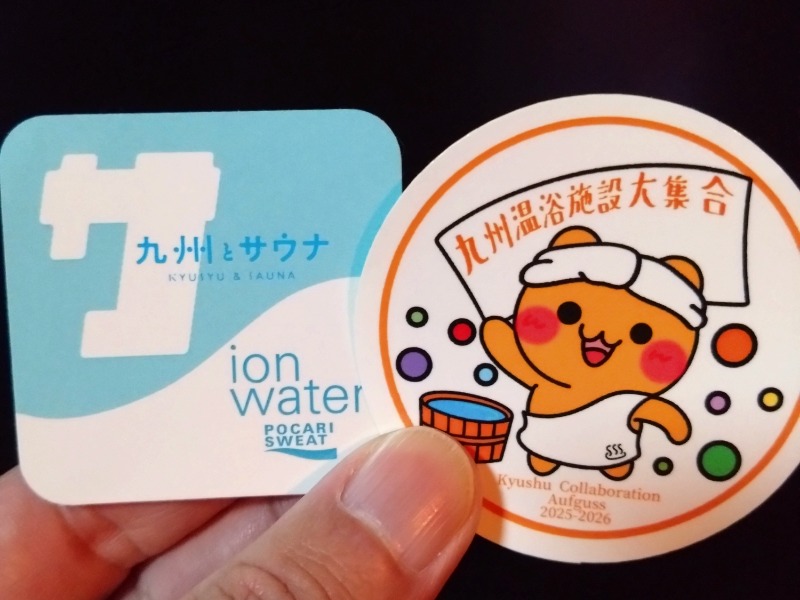 サ
九州とサウナ
KYUSYU & SAUNA
ion
water
POCARI
SWEAT
九州温浴施設大集合
Kyushu Collaboration
Aufguss
2025-2026